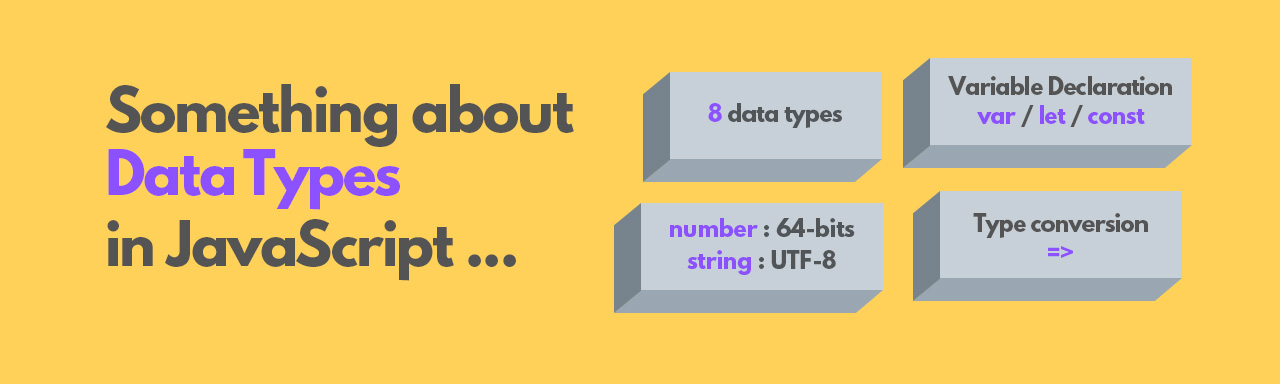 Something about
Data Types
in JavaScript ...
8 data types
Variable Declaration
var / let / const
number : 64-bits
string : UTF-8
Type conversion
=>